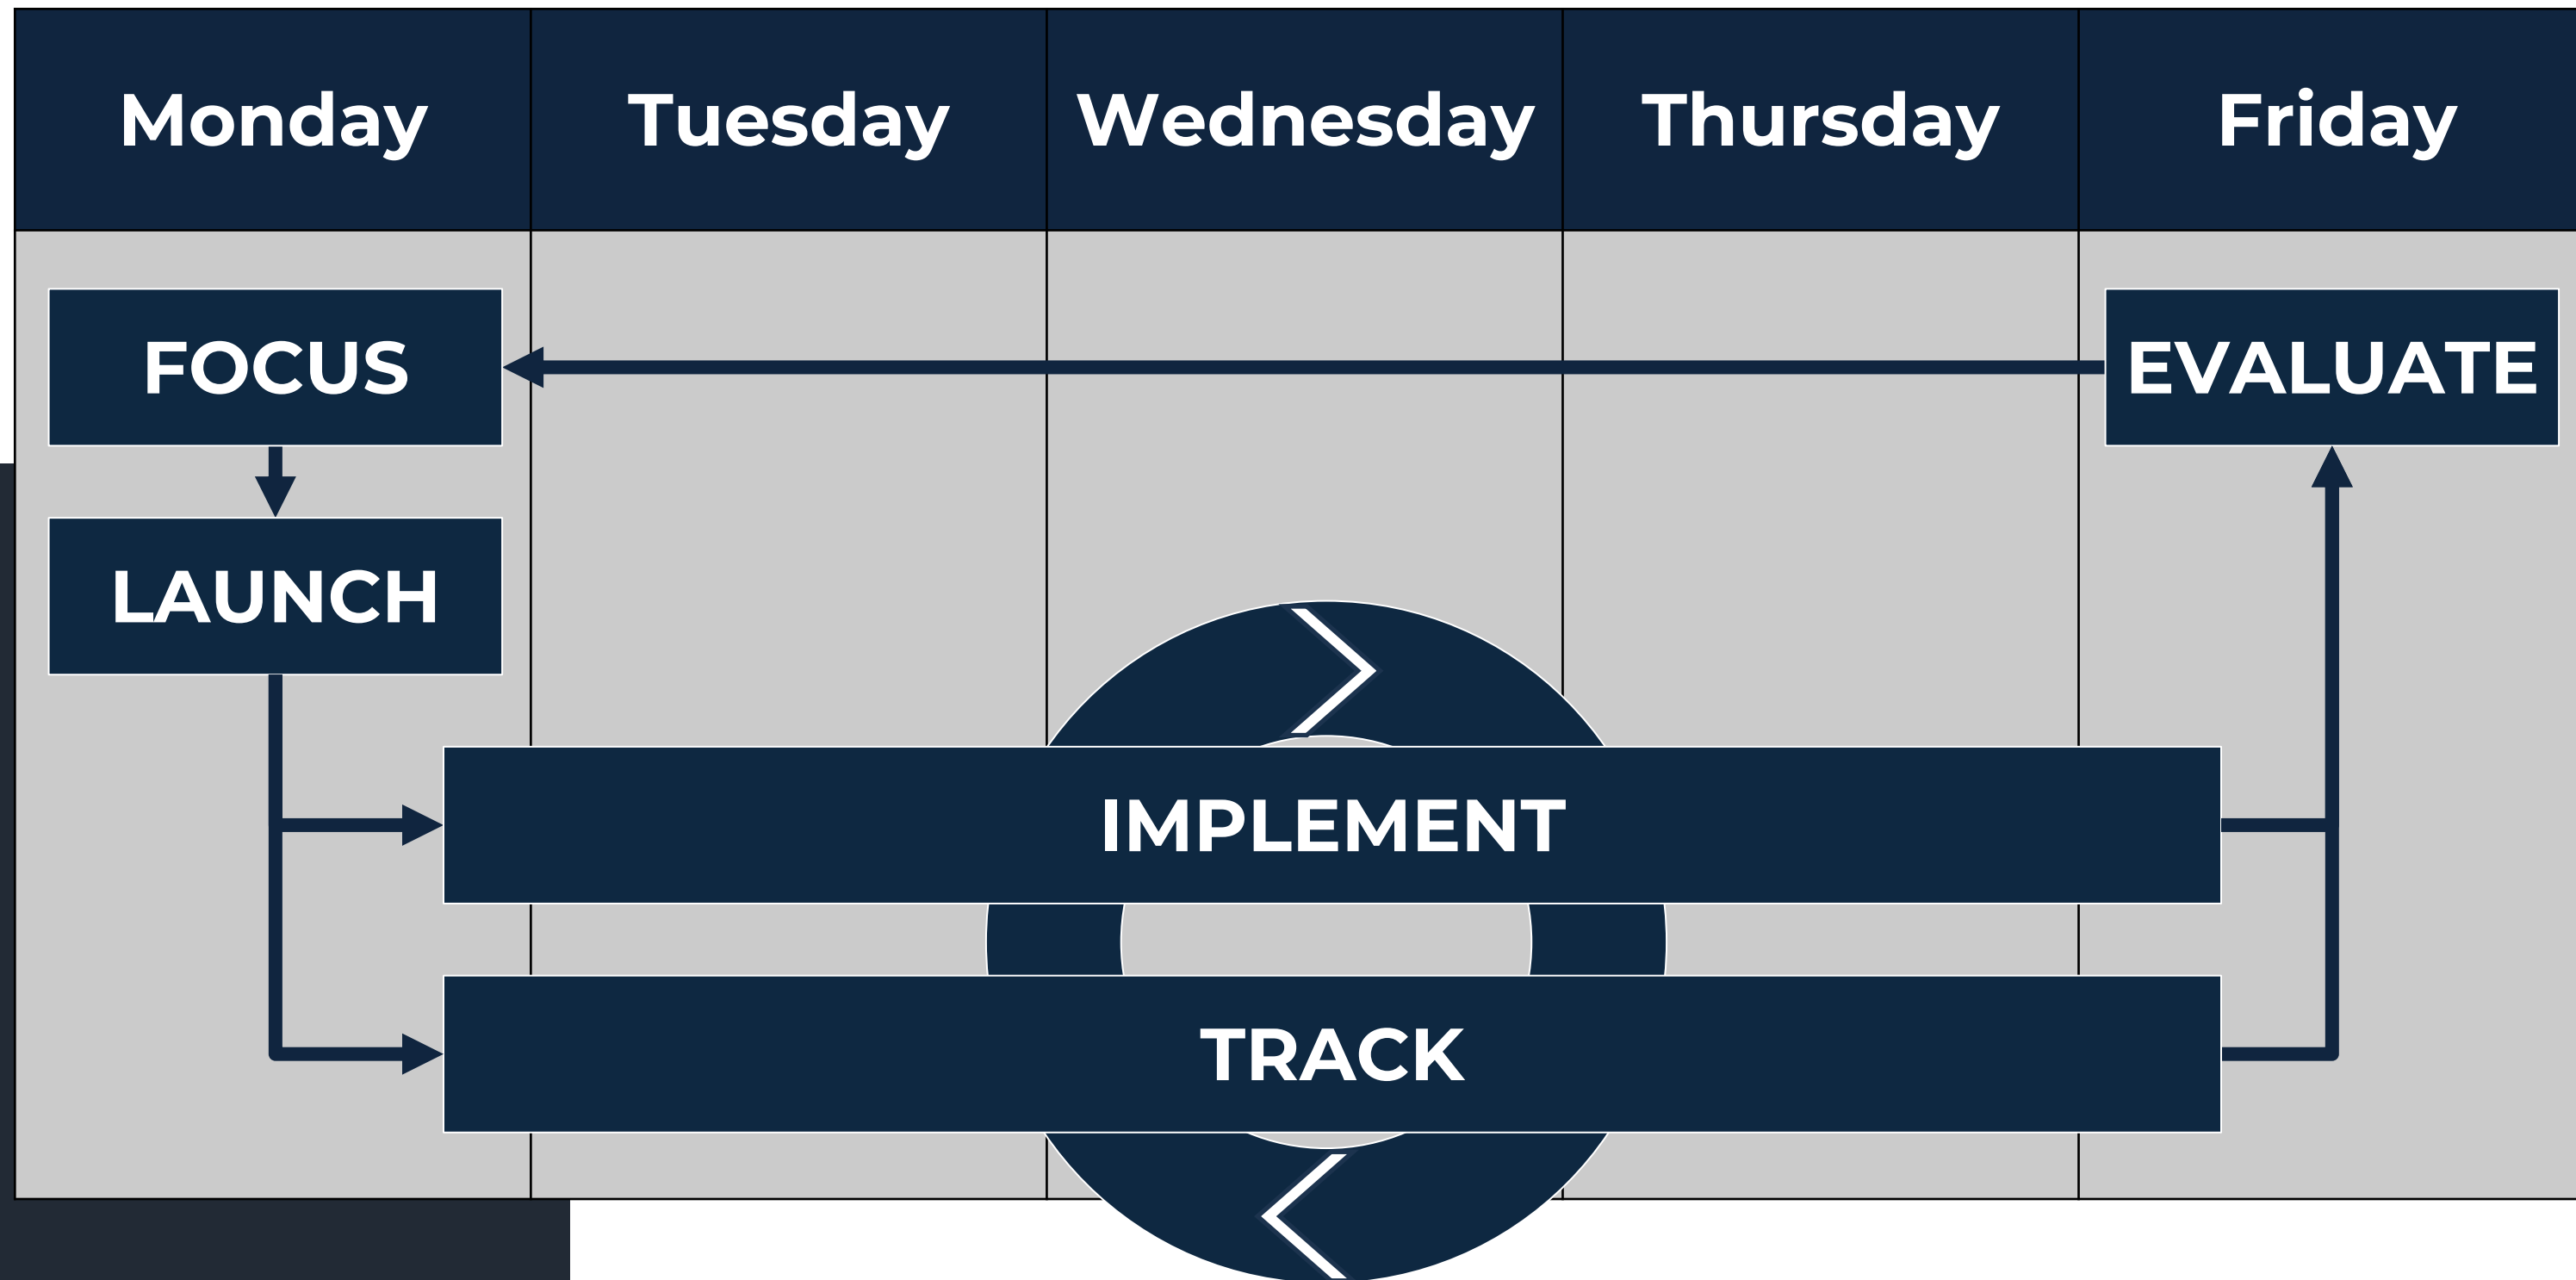 Monday
Tuesday
Wednesday
Thursday
Friday
FOCUS
EVALUATE
LAUNCH
IMPLEMENT
TRACK